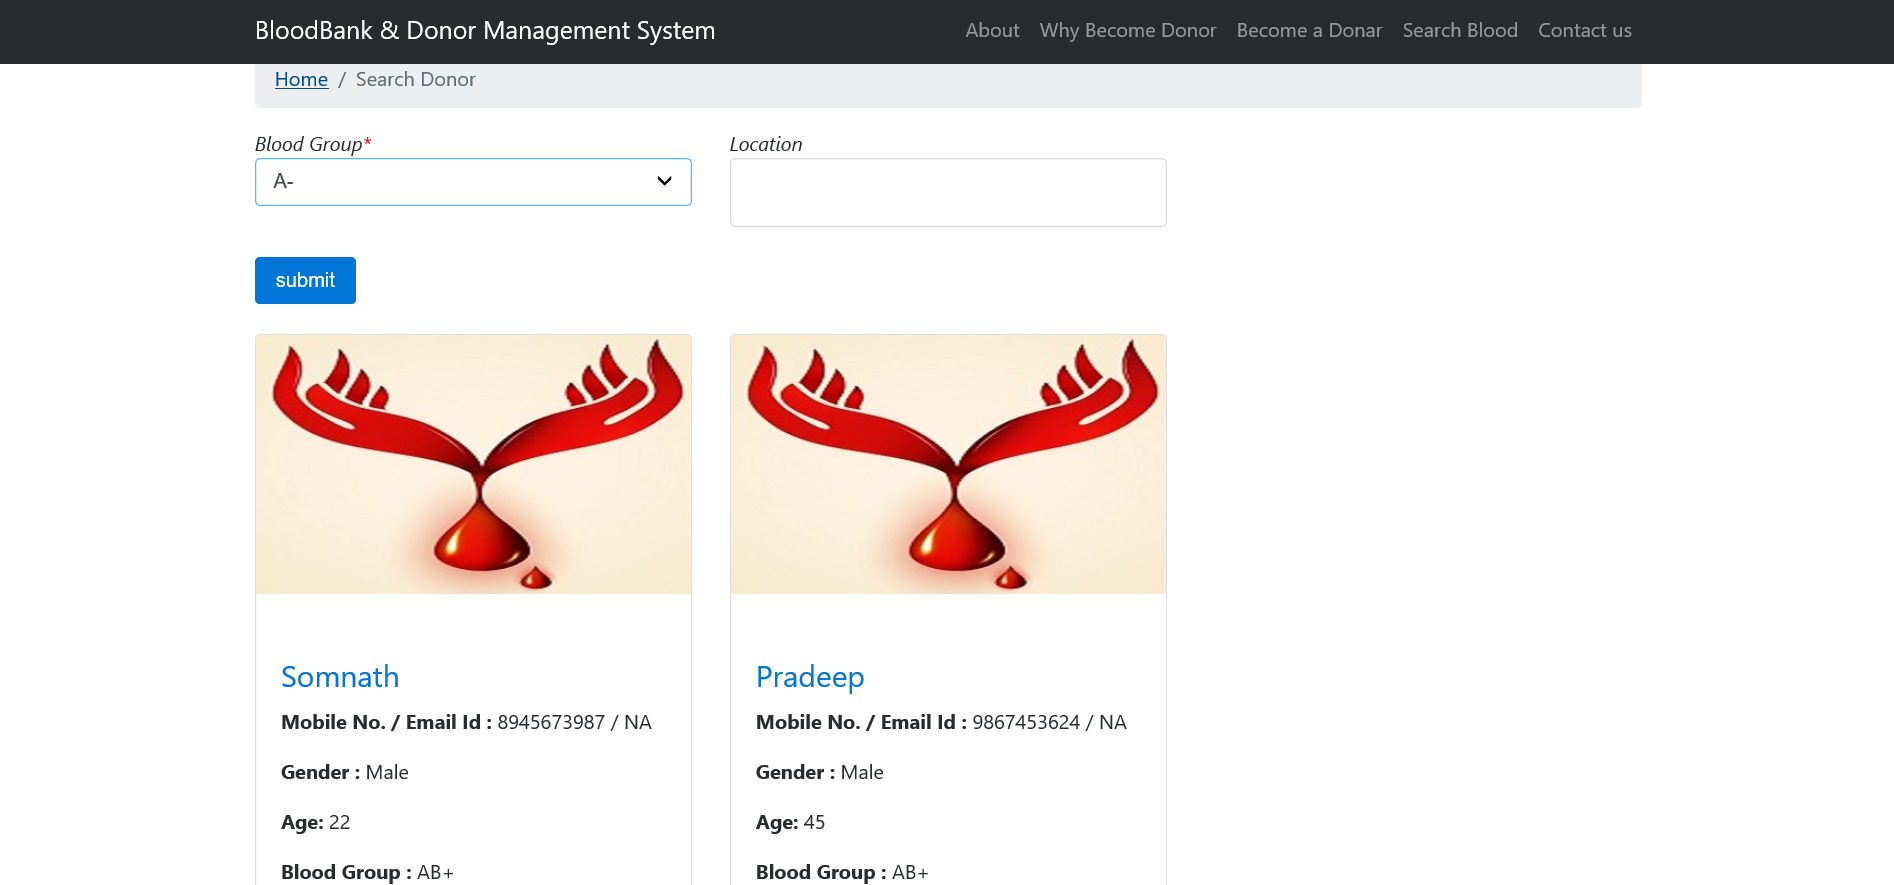 BloodBank & Donor Management System
About Why Become Donor Become a Donar Search Blood Contact us
Home / Search Donor
Blood Group*
A-
Location
submit
Somnath
Mobile No. / Email Id : 8945673987 / NA
Gender : Male
Age: 22
Blood Group : AB+
Pradeep
Mobile No. / Email Id : 9867453624 / NA
Gender : Male
Age: 45
Blood Group : AB+